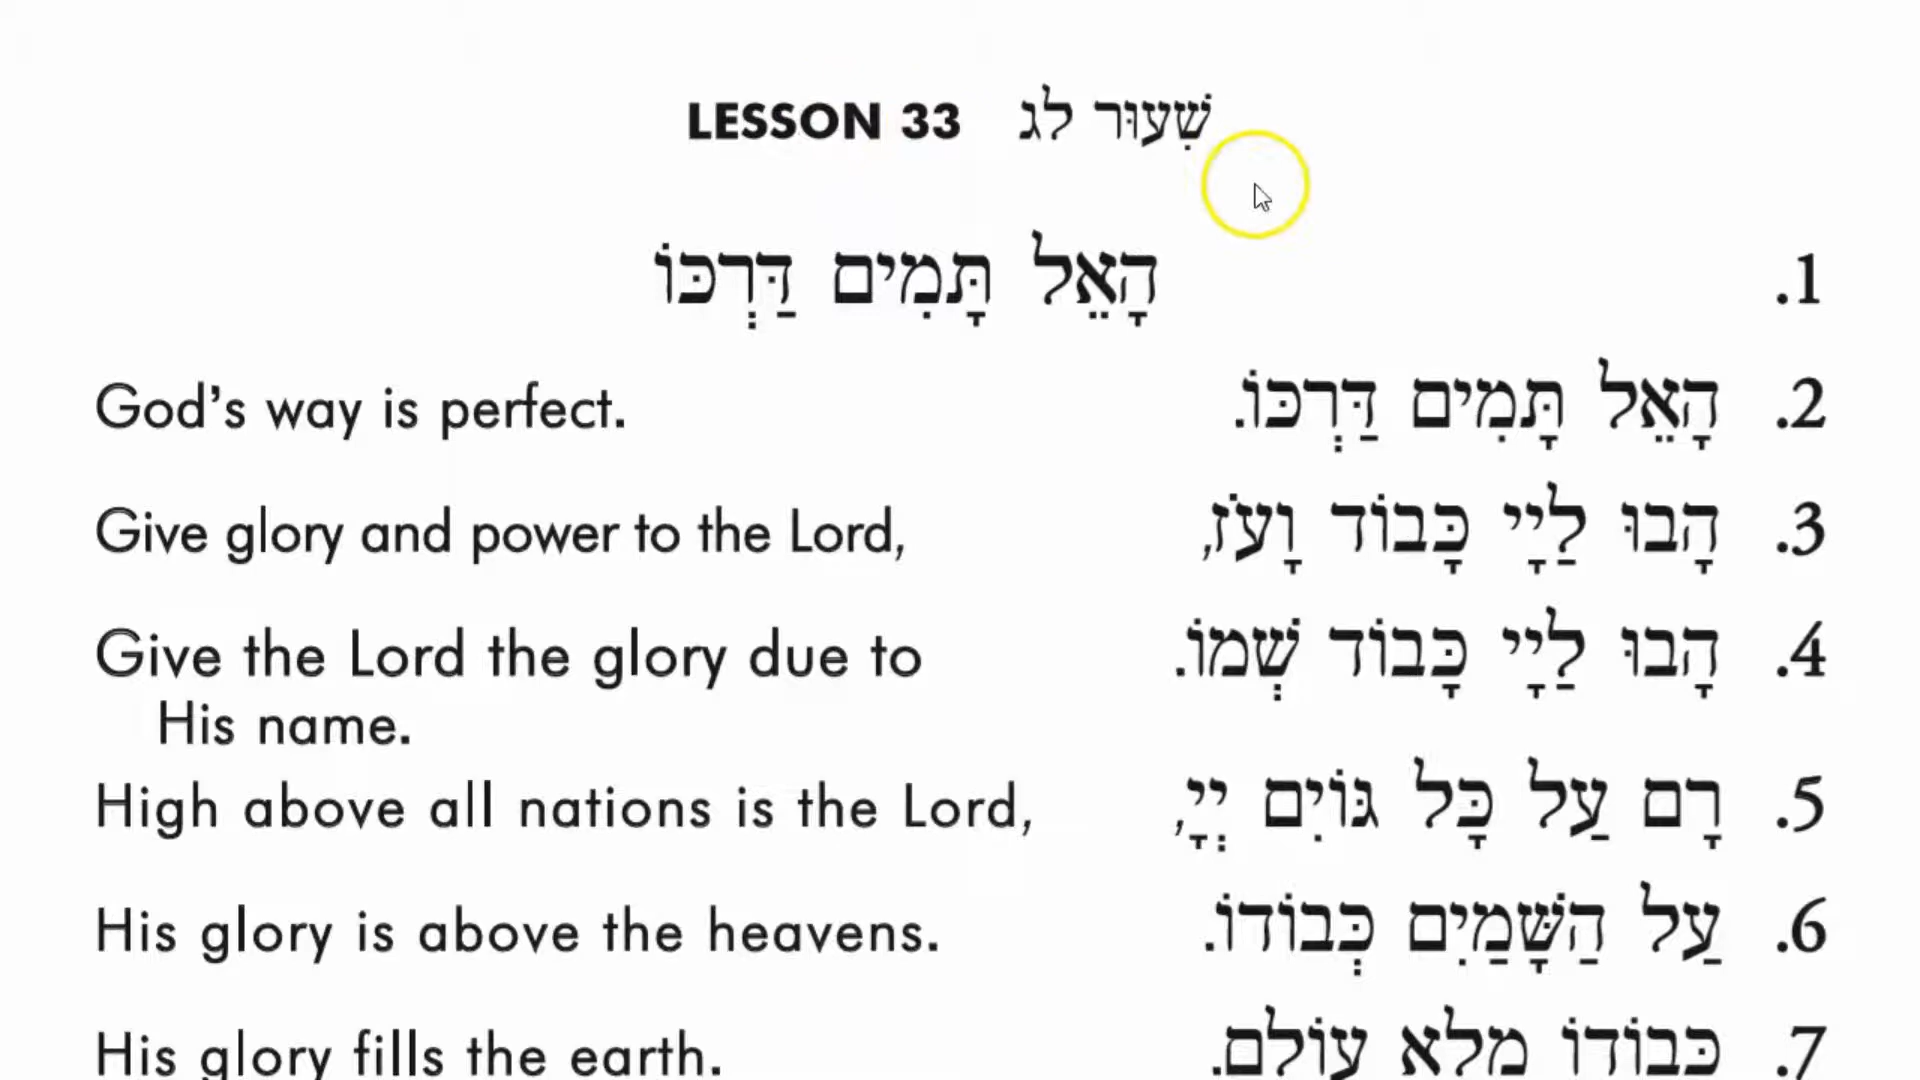 LESSON 33 שִׁעוּר לג
.1 הָאֵל תָּמִים דַּרְכּוֹ
God's way is perfect. .2 הָאֵל תָּמִים דַּרְכּוֹ.
Give glory and power to the Lord, .3 הָבוּ לַיְיָ כָּבוֹד וָעֹז,
Give the Lord the glory due to .4 הָבוּ לַיְיָ כָּבוֹד שְׁמוֹ.
His name.
High above all nations is the Lord, .5 רָם עַל כָּל גּוֹיִם יְיָ,
His glory is above the heavens. .6 עַל הַשָּׁמַיִם כְּבוֹדוֹ.
His glory fills the earth. .7 כּבוֹדוֹ מלא עוֹלם.